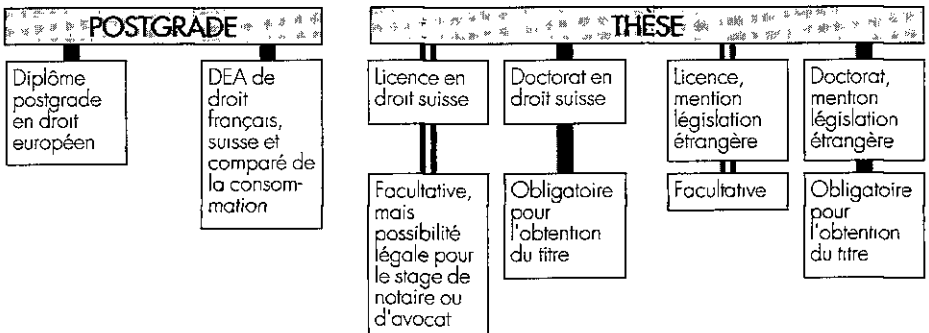 POSTGRADE
Diplôme
postgrade
en droit
européen
DEA de
droit
français,
suisse et
comparé de
la consom-
mation
THÈSE
Licence en
droit suisse
Facultative,
mais
possibilité
légale pour
le stage de
notaire ou
d'avocat
Doctorat en
droit suisse
Obligatoire
pour
l'obtention
du titre
Licence,
mention
législation
étrangère
Facultative
Doctorat,
mention
législation
étrangère
Obligatoire
pour
l'obtention
du titre